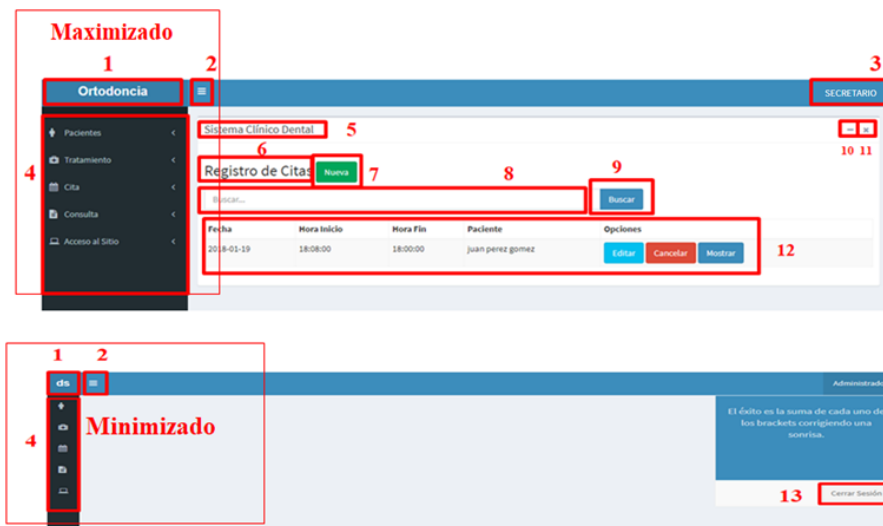 Maximizado
1 2 3
Ortodoncia SECRETARIO
Pacientes
Sistema Clínico Dental 5
10 11
Tratamiento
6
4
Registro de Citas Nueva 7 8 9
Cita
Buscar... Buscar
Consulta
Fecha Hora Inicio Hora Fin Paciente Opciones
Acceso al Sitio
2018-01-19 18:08:00 18:00:00 juan perez gomez Editar Cancelar Mostrar 12
1 2
ds Administrado
El éxito es la suma de cada uno de
los brackets corrigiendo una
sonrisa.
4 Minimizado
13 Cerrar Sesión